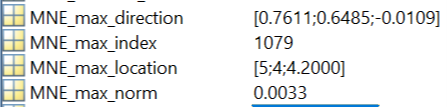 MNE_max_direction [0.7611;0.6485;-0.0109]
MNE_max_index 1079
MNE_max_location [5;4;4.2000]
MNE_max_norm 0.0033